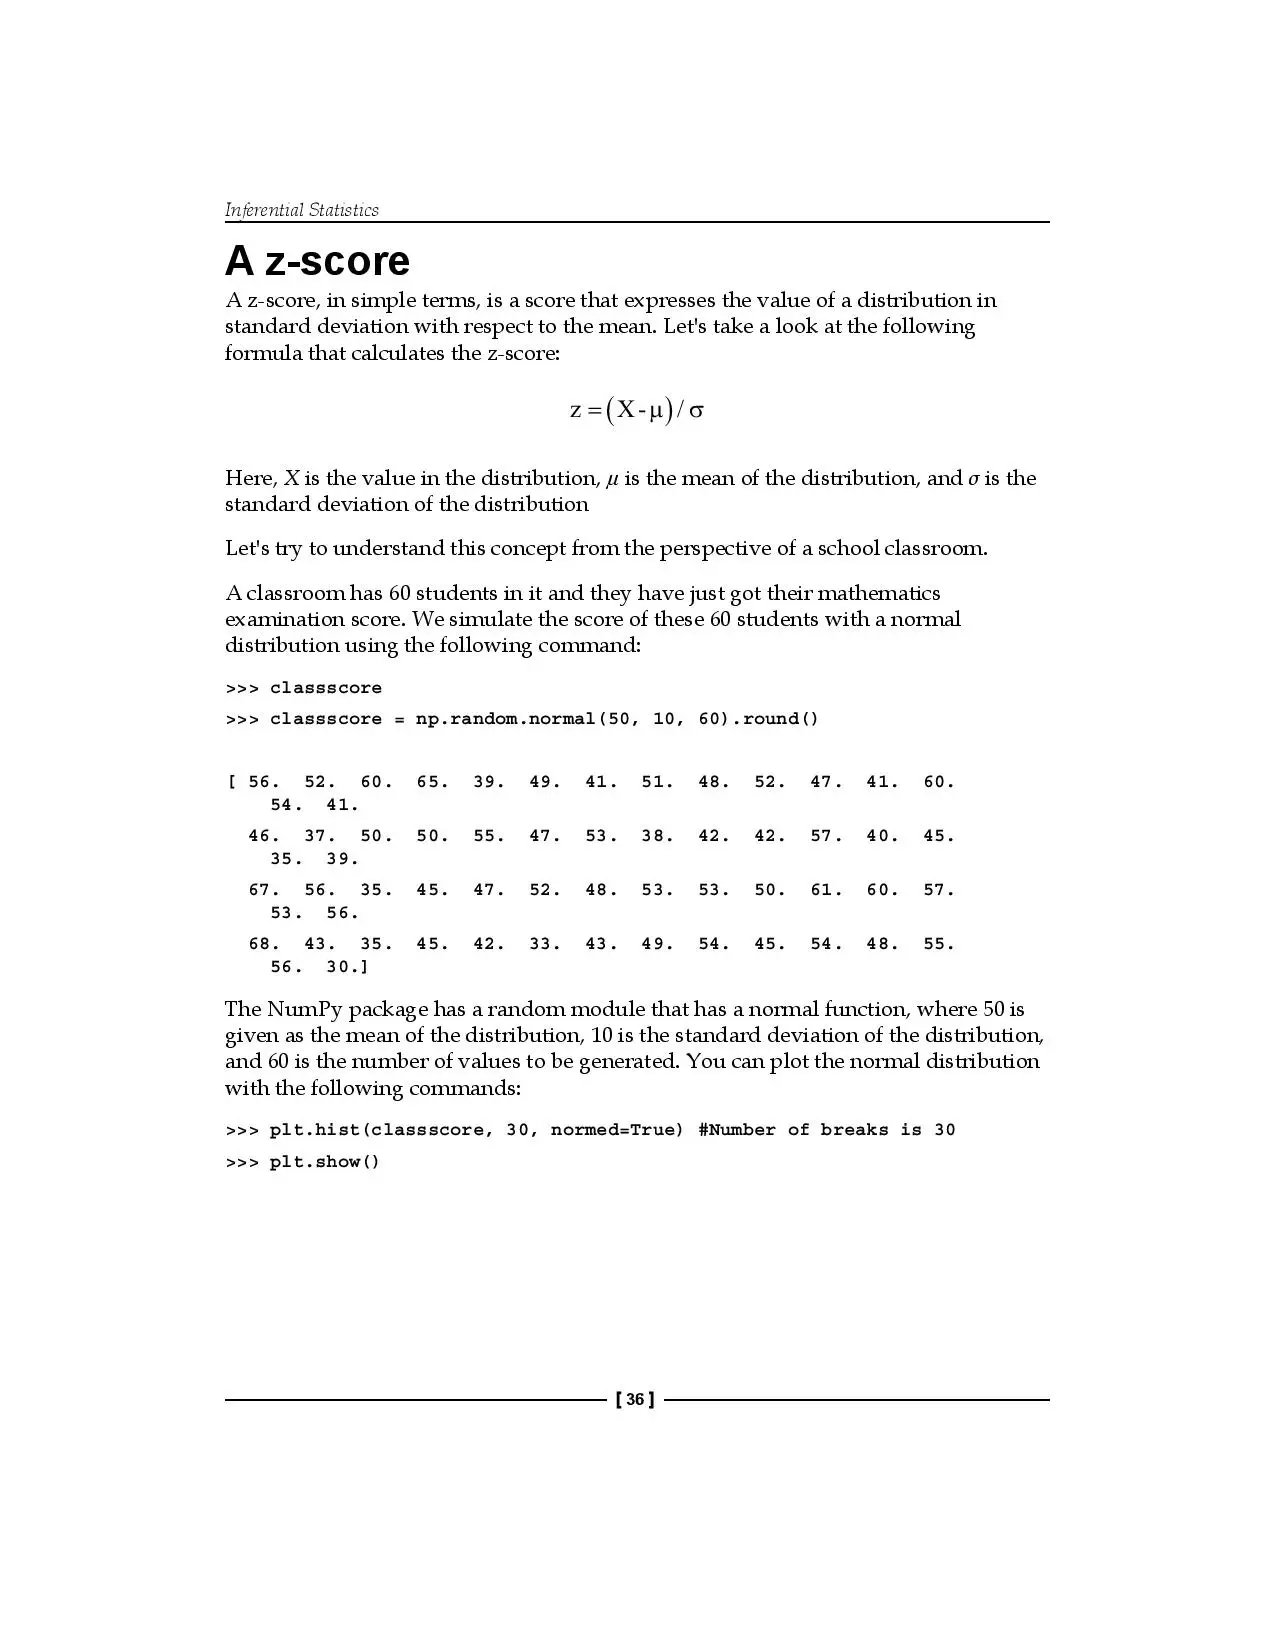 Inferential Statistics
A z-score
A z-score, in simple terms, is a score that expresses the value of a distribution in
standard deviation with respect to the mean. Let's take a look at the following
formula that calculates the z-score:
z = (X - μ) / σ
Here, X is the value in the distribution, μ is the mean of the distribution, and σ is the
standard deviation of the distribution
Let's try to understand this concept from the perspective of a school classroom.
A classroom has 60 students in it and they have just got their mathematics
examination score. We simulate the score of these 60 students with a normal
distribution using the following command:
>>> classscore
>>> classscore = np.random.normal(50, 10, 60).round()
[ 56. 52. 60. 65. 39. 49. 41. 51. 48. 52. 47. 41. 60.
54. 41.
46. 37. 50. 50. 55. 47. 53. 38. 42. 42. 57. 40. 45.
35. 39.
67. 56. 35. 45. 47. 52. 48. 53. 53. 50. 61. 60. 57.
53. 56.
68. 43. 35. 45. 42. 33. 43. 49. 54. 45. 54. 48. 55.
56. 30.]
The NumPy package has a random module that has a normal function, where 50 is
given as the mean of the distribution, 10 is the standard deviation of the distribution,
and 60 is the number of values to be generated. You can plot the normal distribution
with the following commands:
>>> plt.hist(classscore, 30, normed=True) #Number of breaks is 30
>>> plt.show()
[ 36 ]